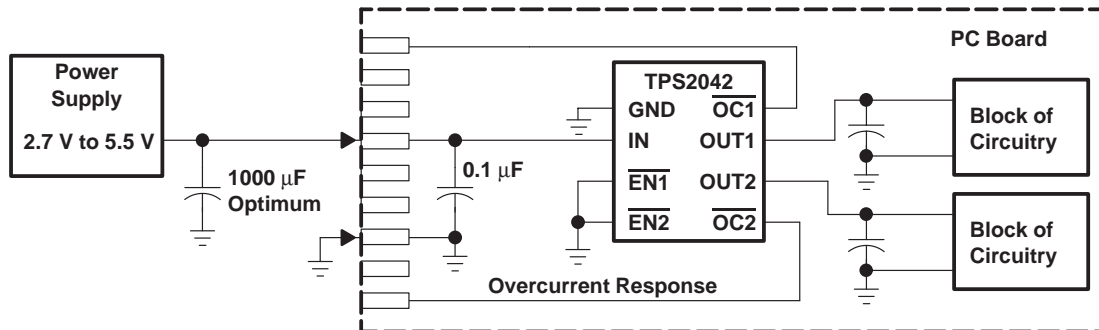 PC Board
Power
Supply
2.7 V to 5.5 V
1000 μF
Optimum
0.1 μF
TPS2042
GND
OC1
IN
OUT1
EN1
OUT2
EN2
OC2
Block of
Circuitry
Block of
Circuitry
Overcurrent Response